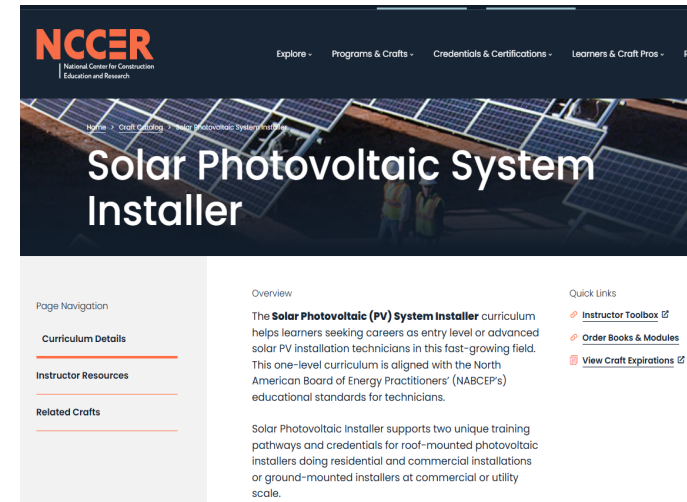 NCCER
National Center for Construction
Education and Research
Explore
Programs & Crafts
Credentials & Certifications
Learners & Craft Pros
Home > Craft Catalog > Solar Photovoltaic System Installer
Solar Photovoltaic System
Installer
Page Navigation
Curriculum Details
Instructor Resources
Related Crafts
Overview
The Solar Photovoltaic (PV) System Installer curriculum
helps learners seeking careers as entry level or advanced
solar PV installation technicians in this fast-growing field.
This one-level curriculum is aligned with the North
American Board of Energy Practitioners’ (NABCEP’s)
educational standards for technicians.
Solar Photovoltaic Installer supports two unique training
pathways and credentials for roof-mounted photovoltaic
installers doing residential and commercial installations
or ground-mounted installers at commercial or utility
scale.
Quick Links
Instructor Toolbox
Order Books & Modules
View Craft Expirations